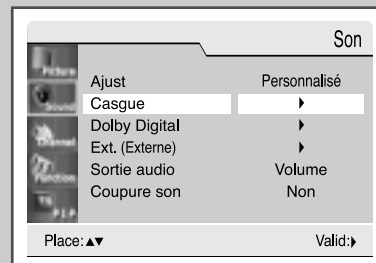 Son
Picture
Ajust Personnalisé
Sound
Casgue ▸
Dolby Digital ▸
Channel
Ext. (Externe) ▸
Function
Sortie audio Volume
Coupure son Non
P.I.P
Place:▲▼ Valid:▸